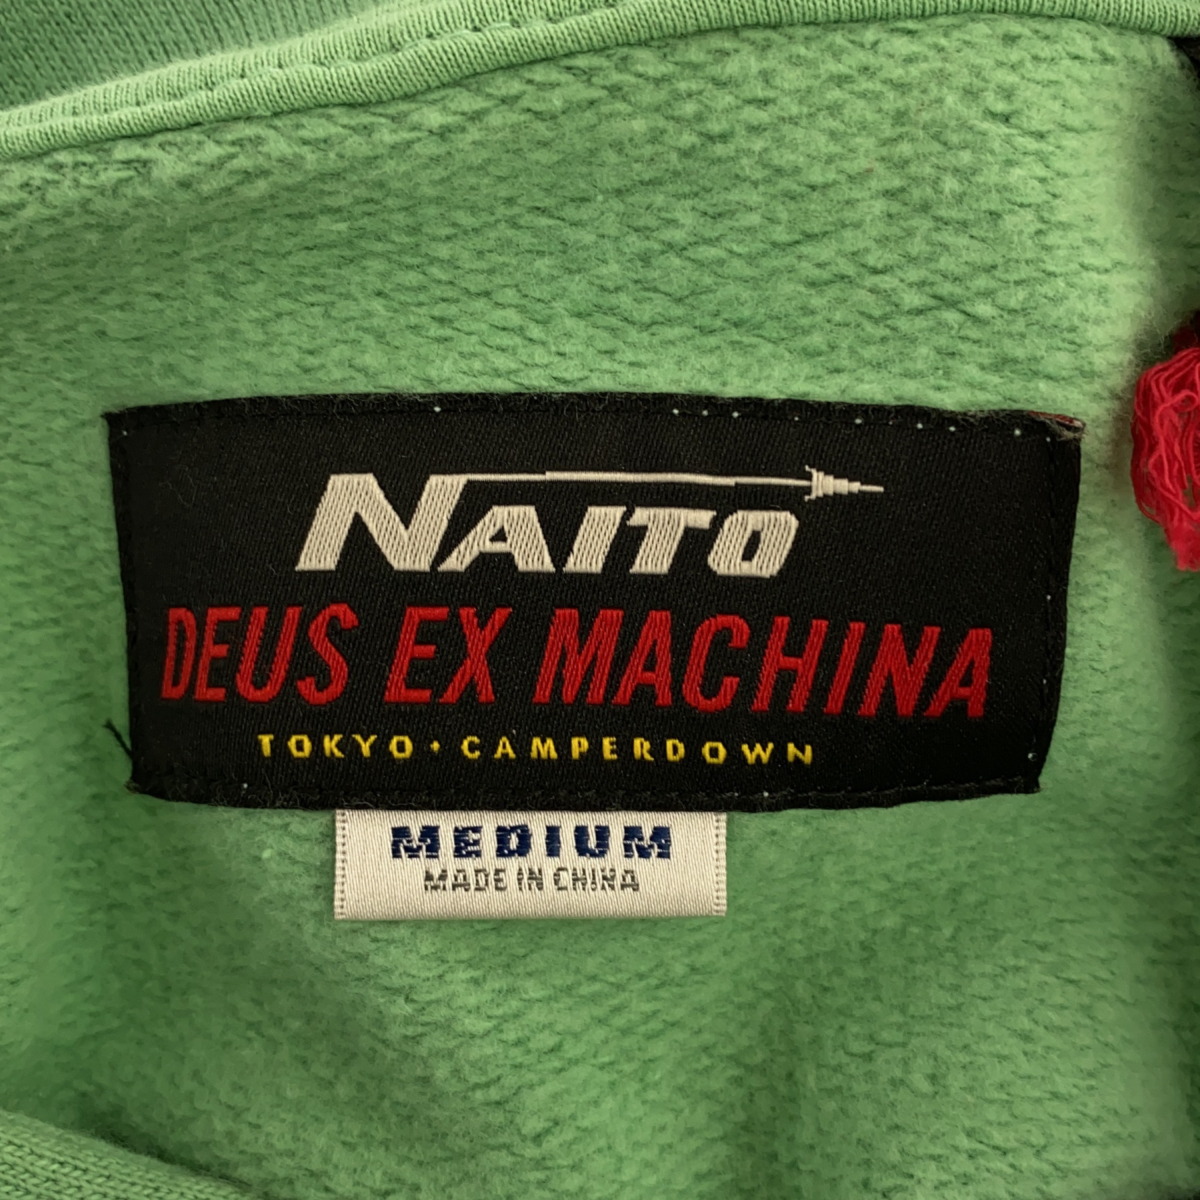 NAITO
DEUS EX MACHINA
TOKYO · CAMPERDOWN
MEDIUM
MADE IN CHINA